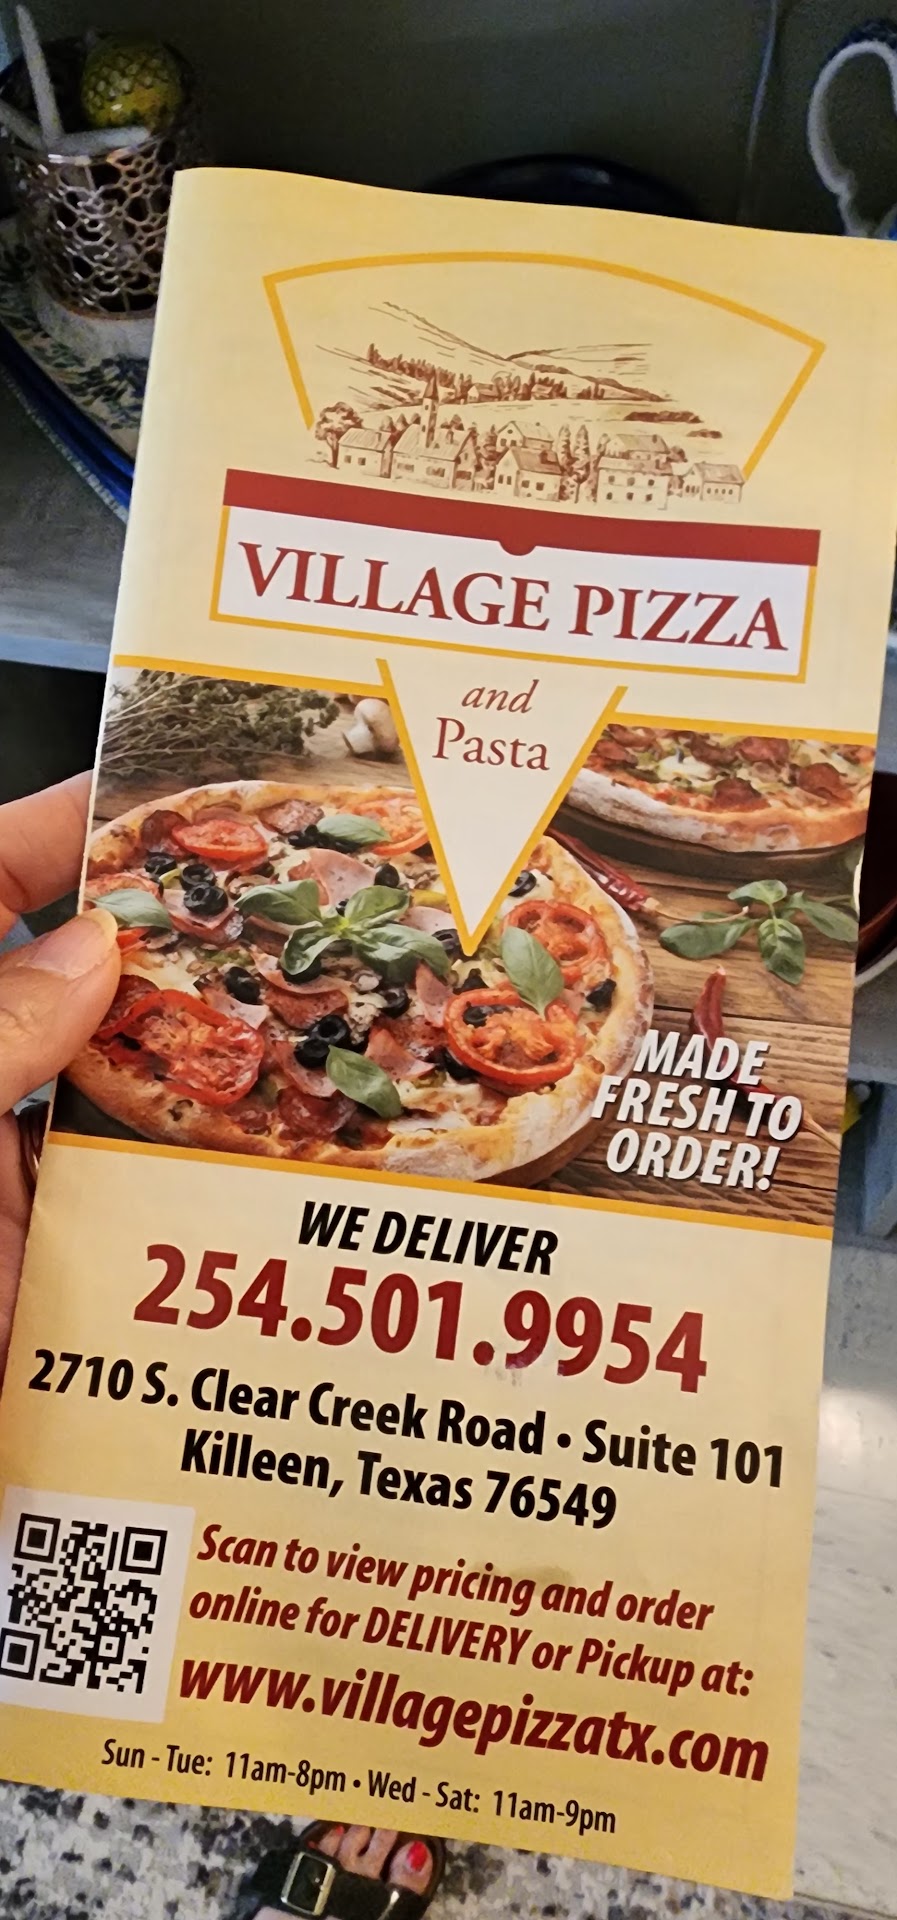 VILLAGE PIZZA
and
Pasta
MADE
FRESH TO
ORDER!
WE DELIVER
254.501.9954
2710 S. Clear Creek Road • Suite 101
Killeen, Texas 76549
Scan to view pricing and order
online for DELIVERY or Pickup at:
www.villagepizzatx.com
Sun - Tue: 11am-8pm • Wed - Sat: 11am-9pm